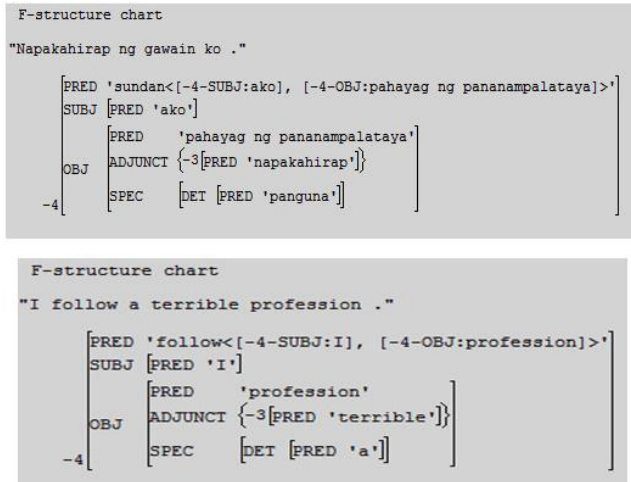 F-structure chart
"Napakahirap ng gawain ko ."
PRED 'sundan<[-4-SUBJ:ako], [-4-OBJ:pahayag ng pananampalataya]>'
SUBJ [PRED 'ako']
PRED 'pahayag ng pananampalataya'
OBJ ADJUNCT {-3[PRED 'napakahirap']}
SPEC [DET [PRED 'panguna']]
-4
F-structure chart
"I follow a terrible profession ."
PRED 'follow<[-4-SUBJ:I], [-4-OBJ:profession]>'
SUBJ [PRED 'I']
PRED 'profession'
OBJ ADJUNCT {-3[PRED 'terrible']}
SPEC [DET [PRED 'a']]
-4